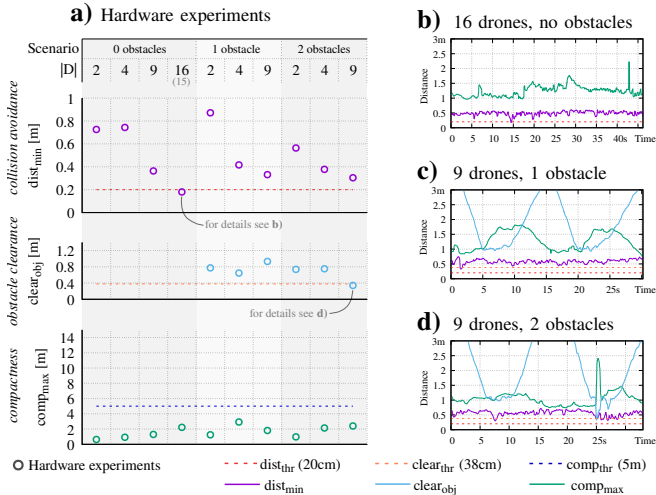 a) Hardware experiments
Scenario 0 obstacles 1 obstacle 2 obstacles
|D| 2 4 9 16 2 4 9 2 4 9
(15)
collision avoidance
dist_min [m]
1
0.8
0.6
0.4
0.2
0
for details see b)
obstacle clearance
clear_obj [m]
1.2
0.8
0.4
0
for details see d)
compactness
comp_max [m]
14
12
10
8
6
4
2
0
b) 16 drones, no obstacles
Distance
3m
2.5
2
1.5
1
0.5
0
0 5 10 15 20 25 30 35 40s Time
c) 9 drones, 1 obstacle
Distance
3m
2.5
2
1.5
1
0.5
0
0 5 10 15 20 25s Time
d) 9 drones, 2 obstacles
Distance
3m
2.5
2
1.5
1
0.5
0
0 5 10 15 20 25s Time
Hardware experiments
dist_thr (20cm) clear_thr (38cm) comp_thr (5m)
dist_min clear_obj comp_max